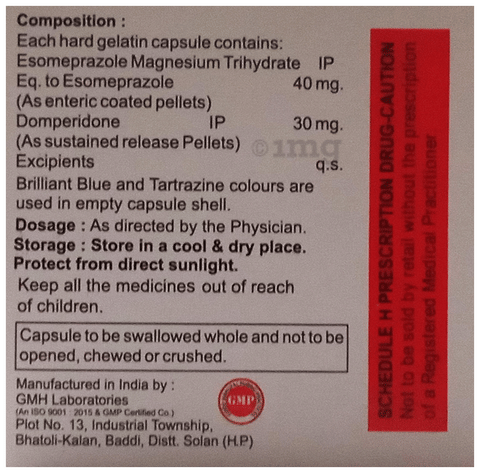 Composition :
Each hard gelatin capsule contains:
Esomeprazole Magnesium Trihydrate IP
Eq. to Esomeprazole 40 mg.
(As enteric coated pellets)
Domperidone IP 30 mg.
(As sustained release Pellets)
Excipients q.s.
Brilliant Blue and Tartrazine colours are
used in empty capsule shell.
Dosage : As directed by the Physician.
Storage : Store in a cool & dry place.
Protect from direct sunlight.
Keep all the medicines out of reach
of children.
Capsule to be swallowed whole and not to be
opened, chewed or crushed.
Manufactured in India by :
GMH Laboratories
(An ISO 9001 : 2015 & GMP Certified Co.)
Plot No. 13, Industrial Township,
Bhatoli-Kalan, Baddi, Distt. Solan (H.P)
GMP
SCHEDULE H PRESCRIPTION DRUG-CAUTION
Not to be sold by retail without the prescription
of a Registered Medical Practitioner
© 1mg